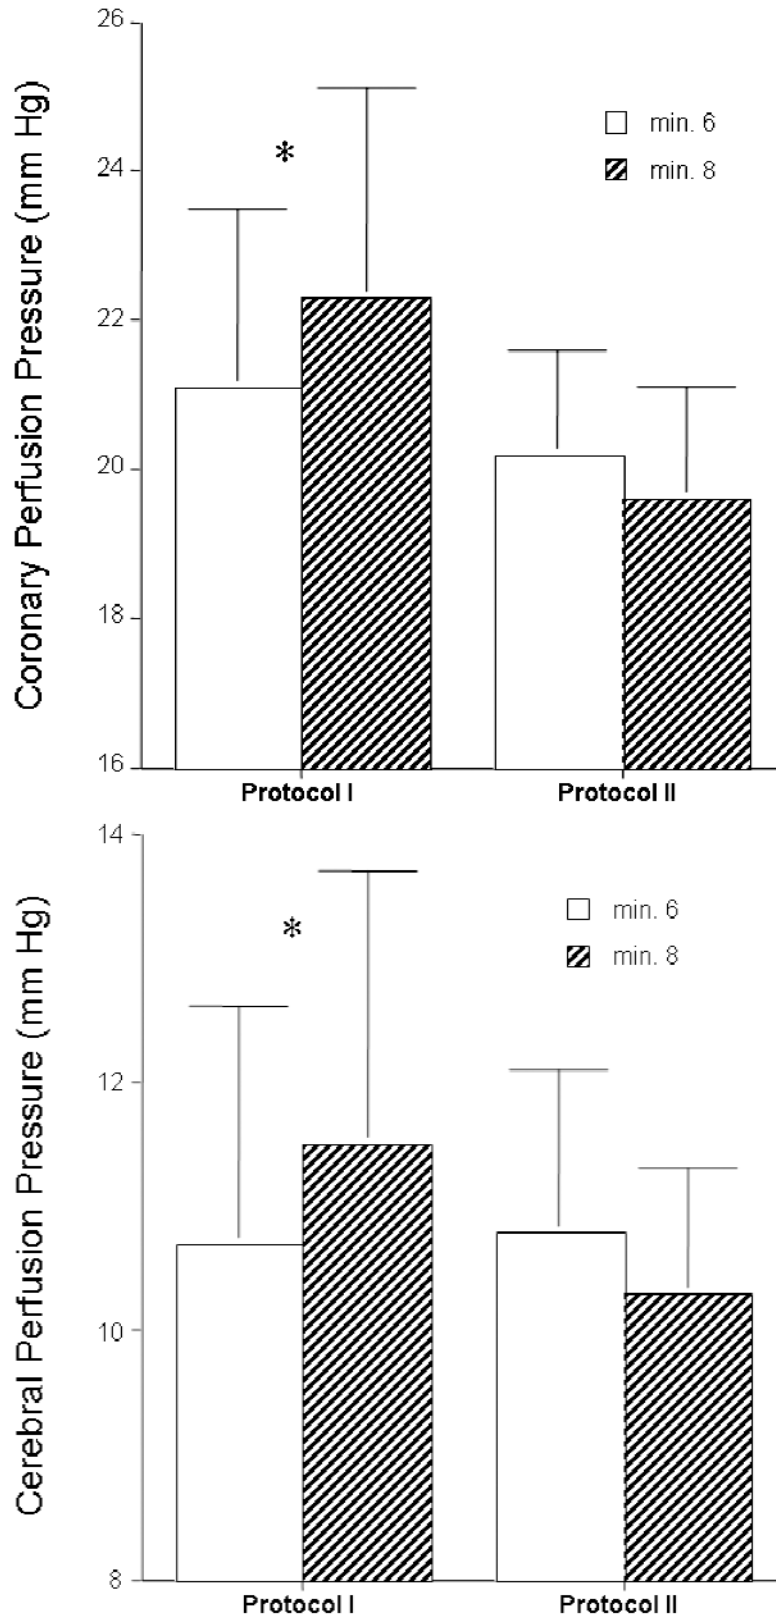 Coronary Perfusion Pressure (mm Hg)
26
24
22
20
18
16
*
min. 6
min. 8
Protocol I
Protocol II
Cerebral Perfusion Pressure (mm Hg)
14
12
10
8
*
min. 6
min. 8
Protocol I
Protocol II